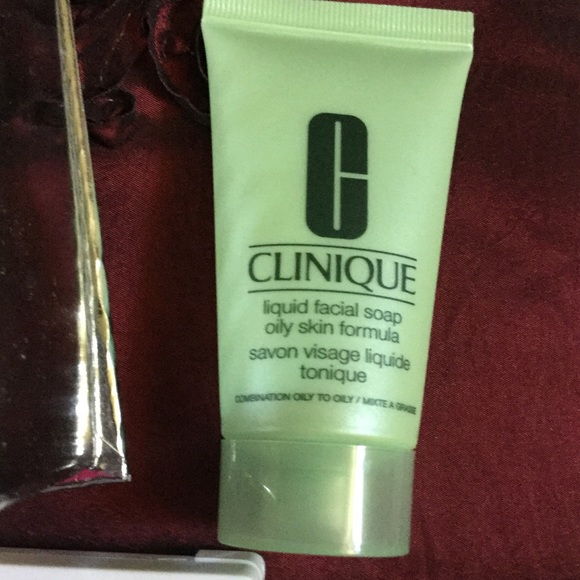 C
CLINIQUE
liquid facial soap
oily skin formula
savon visage liquide
tonique
COMBINATION OILY TO OILY / MIXTE A GRASSE